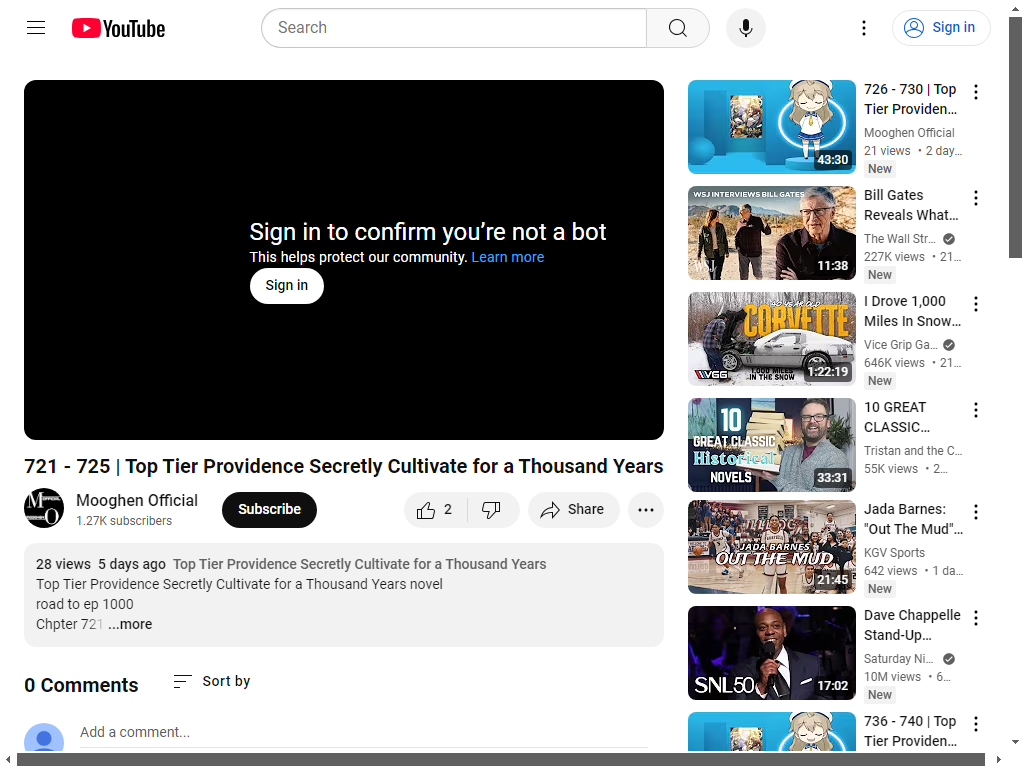 YouTube
Search
Sign in
Sign in to confirm you’re not a bot
This helps protect our community. Learn more
Sign in
721 - 725 | Top Tier Providence Secretly Cultivate for a Thousand Years
Mooghen Official
1.27K subscribers
Subscribe
2
Share
28 views 5 days ago Top Tier Providence Secretly Cultivate for a Thousand Years
Top Tier Providence Secretly Cultivate for a Thousand Years novel
road to ep 1000
Chpter 721 ...more
0 Comments
Sort by
Add a comment...
43:30
726 - 730 | Top
Tier Providen...
Mooghen Official
21 views • 2 day...
New
WSJ INTERVIEWS BILL GATES
WSJ
11:38
Bill Gates
Reveals What...
The Wall Str...
227K views • 21...
New
CORVETTE
VGG
1,000 MILES
IN THE SNOW
1:22:19
I Drove 1,000
Miles In Snow...
Vice Grip Ga...
646K views • 21...
New
10
GREAT CLASSIC
Historical
NOVELS
33:31
10 GREAT
CLASSIC...
Tristan and the C...
55K views • 2...
JADA BARNES:
OUT THE MUD
21:45
Jada Barnes:
"Out The Mud"...
KGV Sports
642 views • 1 da...
New
SNL50
17:02
Dave Chappelle
Stand-Up...
Saturday Ni...
10M views • 6...
New
736 - 740 | Top
Tier Providen...